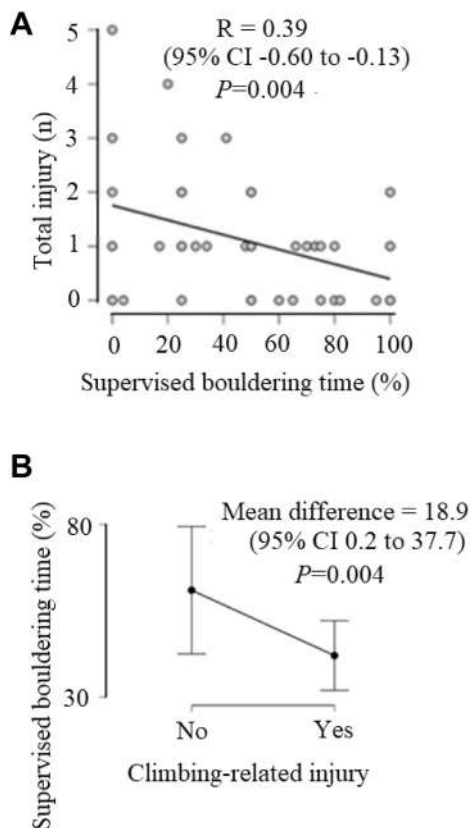 A
R = 0.39
(95% CI -0.60 to -0.13)
P=0.004
Total injury (n)
5
4
3
2
1
0
0 20 40 60 80 100
Supervised bouldering time (%)
B
Mean difference = 18.9
(95% CI 0.2 to 37.7)
P=0.004
Supervised bouldering time (%)
80
30
No Yes
Climbing-related injury